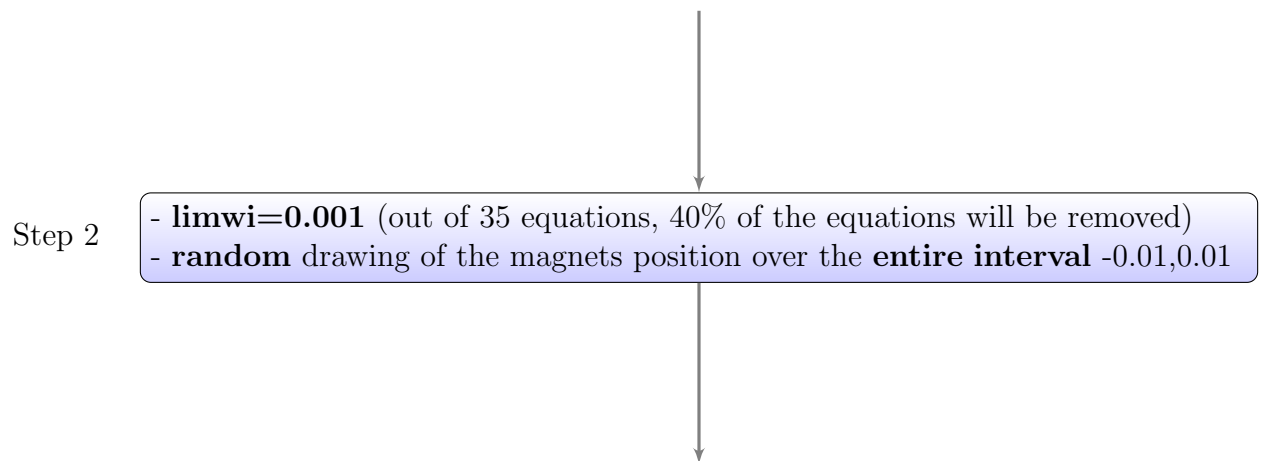 Step 2
- limwi=0.001 (out of 35 equations, 40% of the equations will be removed)
- random drawing of the magnets position over the entire interval -0.01,0.01